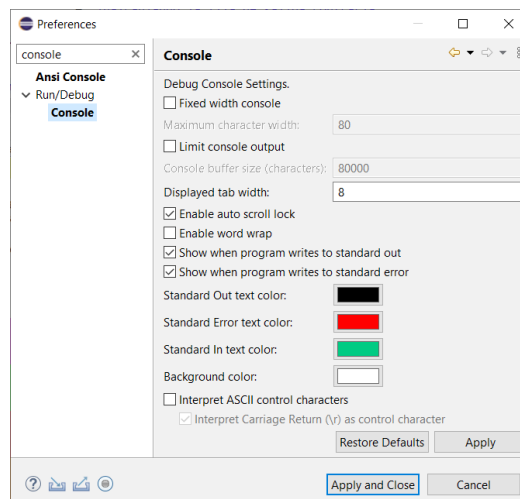 Preferences
console
Console
Ansi Console
Run/Debug
Console
Debug Console Settings.
Fixed width console
Maximum character width: 80
Limit console output
Console buffer size (characters): 80000
Displayed tab width: 8
Enable auto scroll lock
Enable word wrap
Show when program writes to standard out
Show when program writes to standard error
Standard Out text color:
Standard Error text color:
Standard In text color:
Background color:
Interpret ASCII control characters
Interpret Carriage Return (\r) as control character
Restore Defaults Apply
Apply and Close Cancel